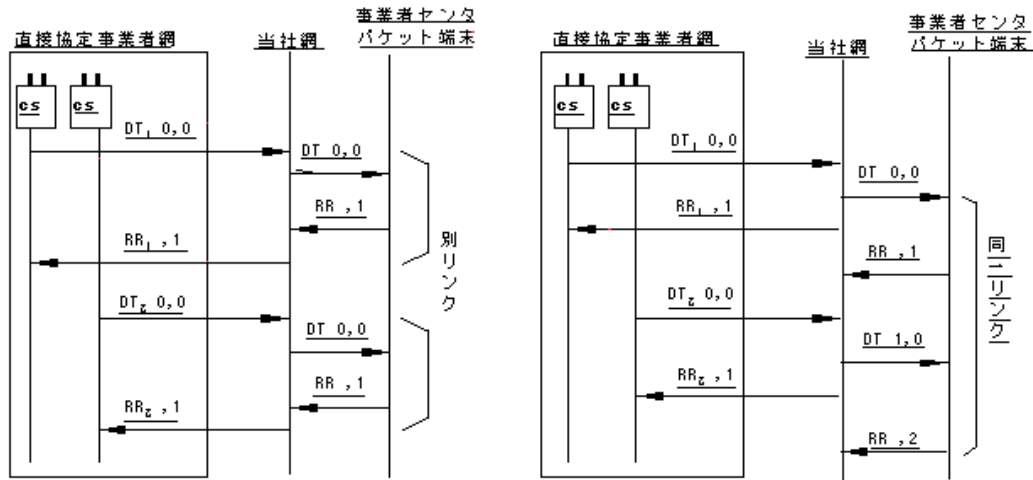 事業者センタ
パケット端末
直接協定事業者網
当社網
cs
cs
DT₁ 0,0
DT 0,0
RR ,1
RR₁ ,1
別リンク
DT₂ 0,0
DT 0,0
RR ,1
RR₂ ,1
事業者センタ
パケット端末
直接協定事業者網
当社網
cs
cs
DT₁ 0,0
DT 0,0
RR₁ ,1
RR ,1
同一リンク
DT₂ 0,0
DT 1,0
RR₂ ,1
RR ,2